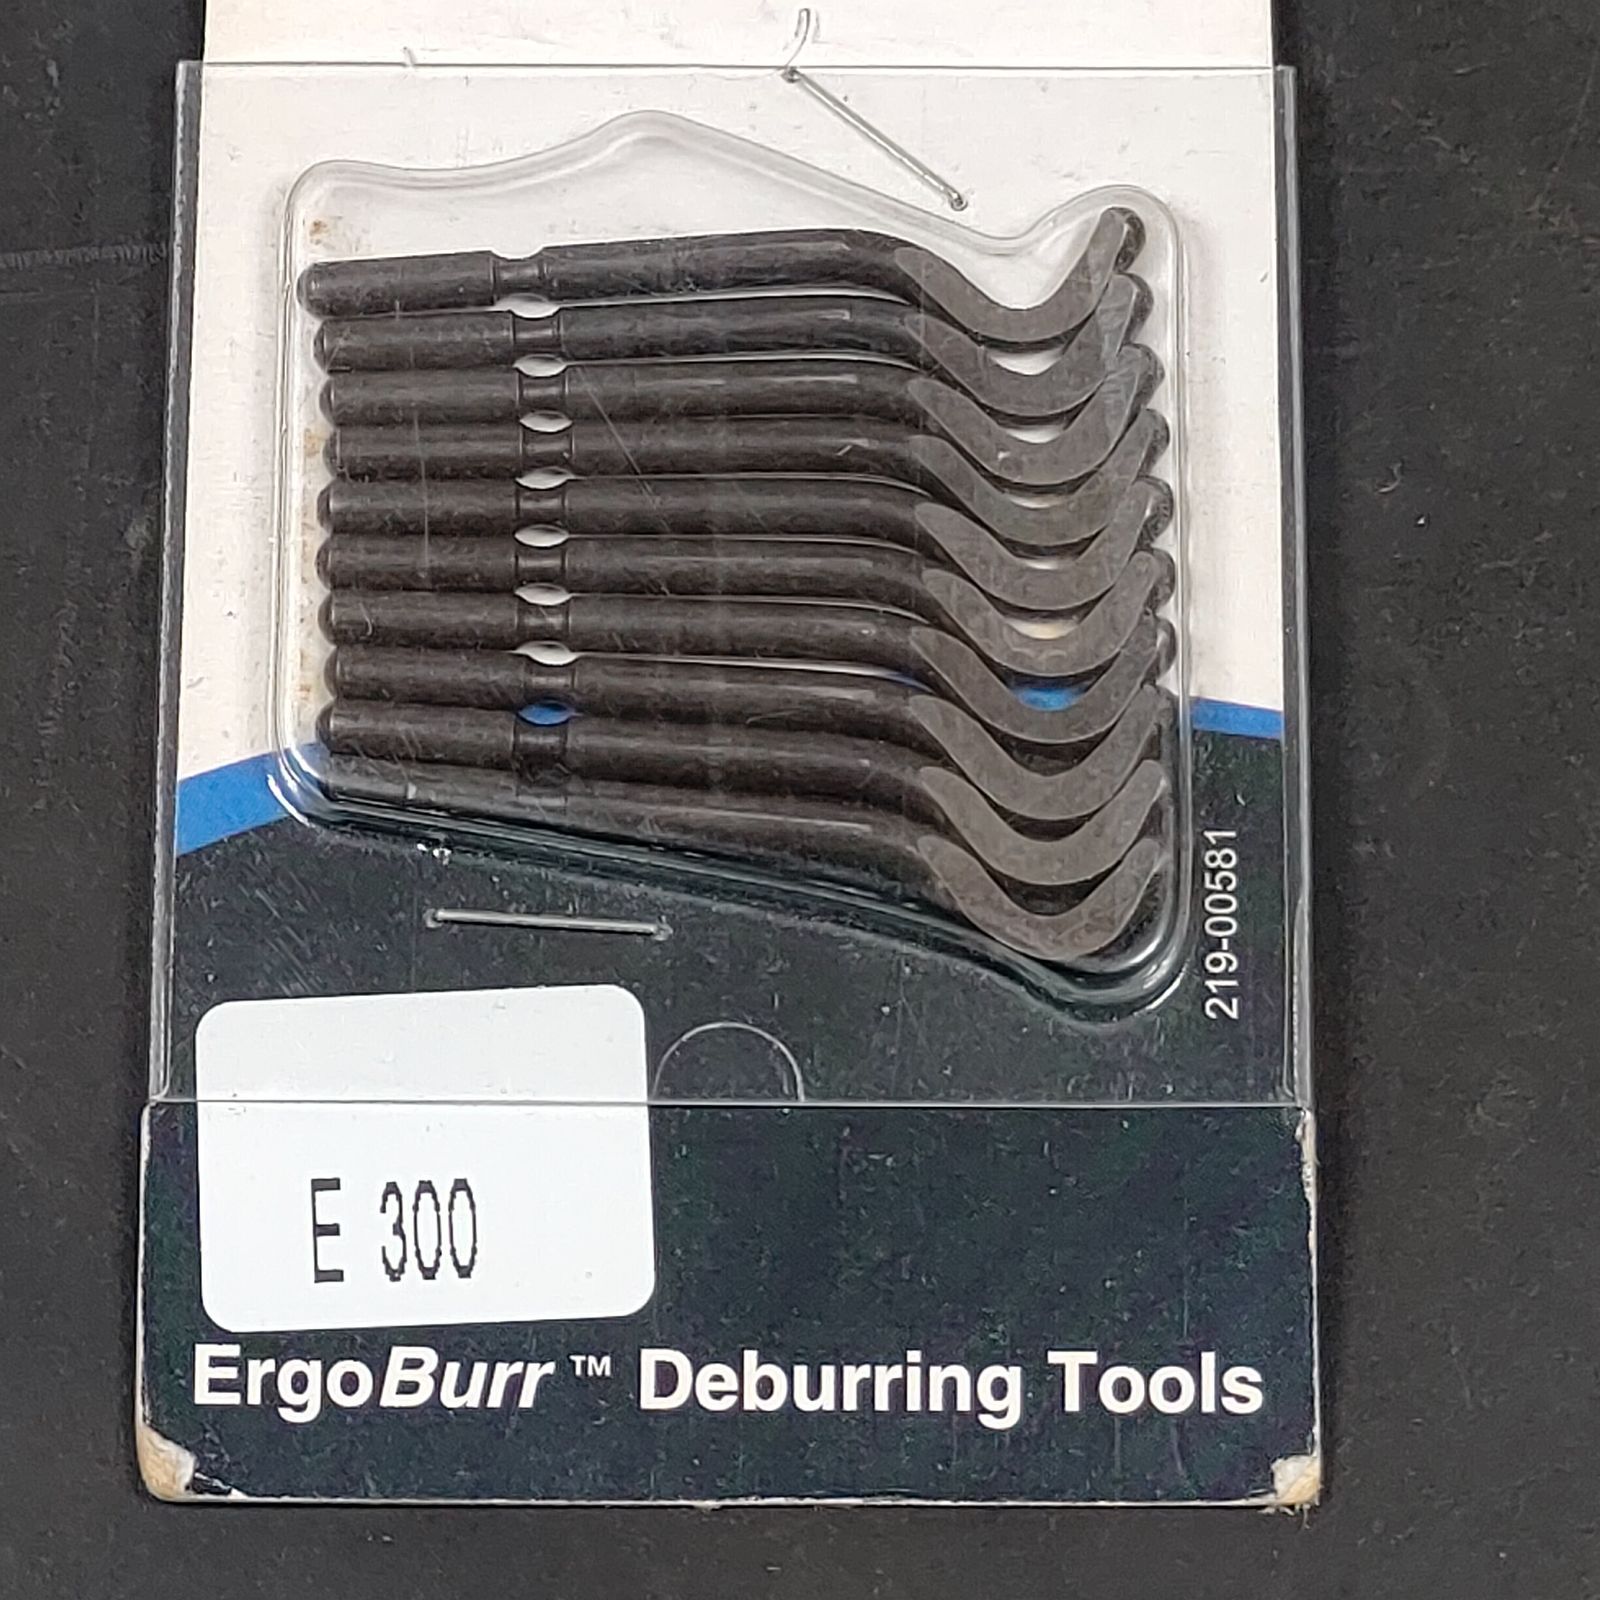 219-00581
E 300
ErgoBurr™ Deburring Tools